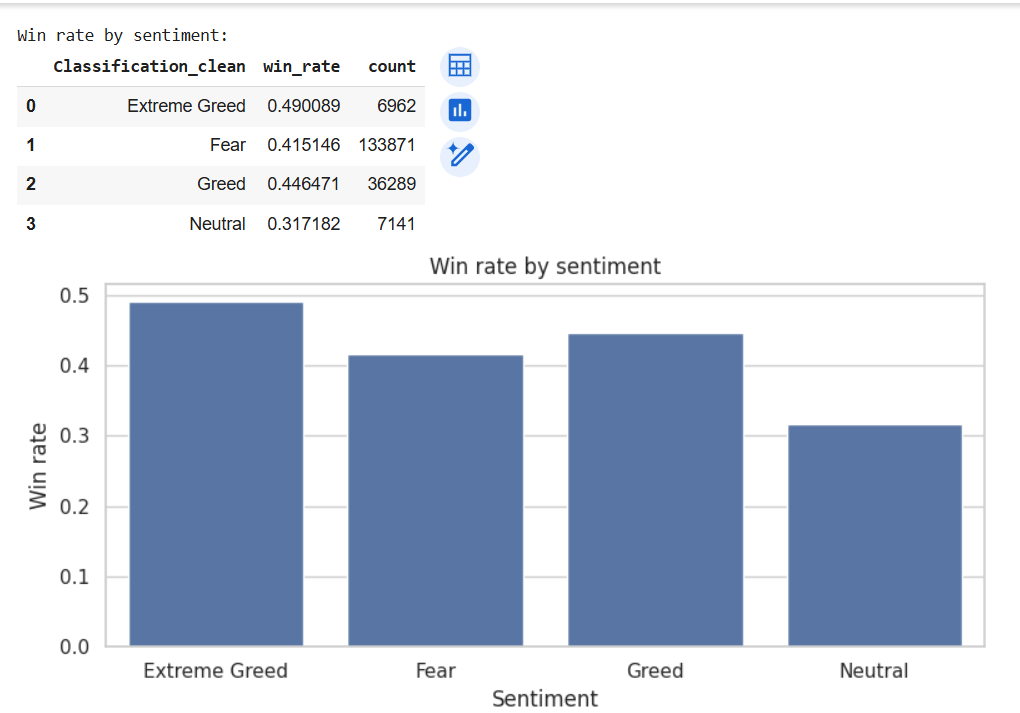 Win rate by sentiment:
Classification_clean win_rate count
0 Extreme Greed 0.490089 6962
1 Fear 0.415146 133871
2 Greed 0.446471 36289
3 Neutral 0.317182 7141
Win rate by sentiment
0.5
0.4
0.3
0.2
0.1
0.0
Win rate
Extreme Greed Fear Greed Neutral
Sentiment